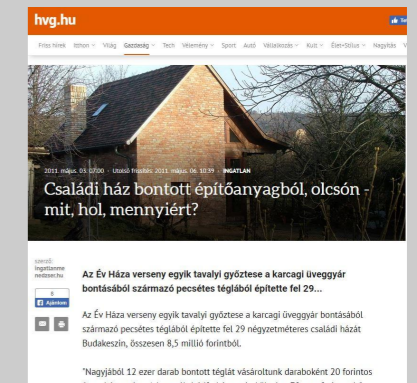 hvg.hu
Friss hírek Itthon Világ Gazdaság Tech Vélemény Sport Autó Vállalkozás Kult Élet+Stílus Nagyítás
2011. május. 05. 07:00 - Utolsó frissítés: 2011. május. 06. 10:39 - INGATLAN
Családi ház bontott építőanyagból, olcsón -
mit, hol, mennyiért?
szerző:
ingatlanme
nedzser.hu
Ajánlom
Az Év Háza verseny egyik tavalyi győztese a karcagi üveggyár
bontásából származó pecsétes téglából építette fel 29...
Az Év Háza verseny egyik tavalyi győztese a karcagi üveggyár bontásából
származó pecsétes téglából építette fel 29 négyzetméteres családi házát
Budakeszin, összesen 8,5 millió forintból.
"Nagyjából 12 ezer darab bontott téglát vásároltunk daraboként 20 forintos